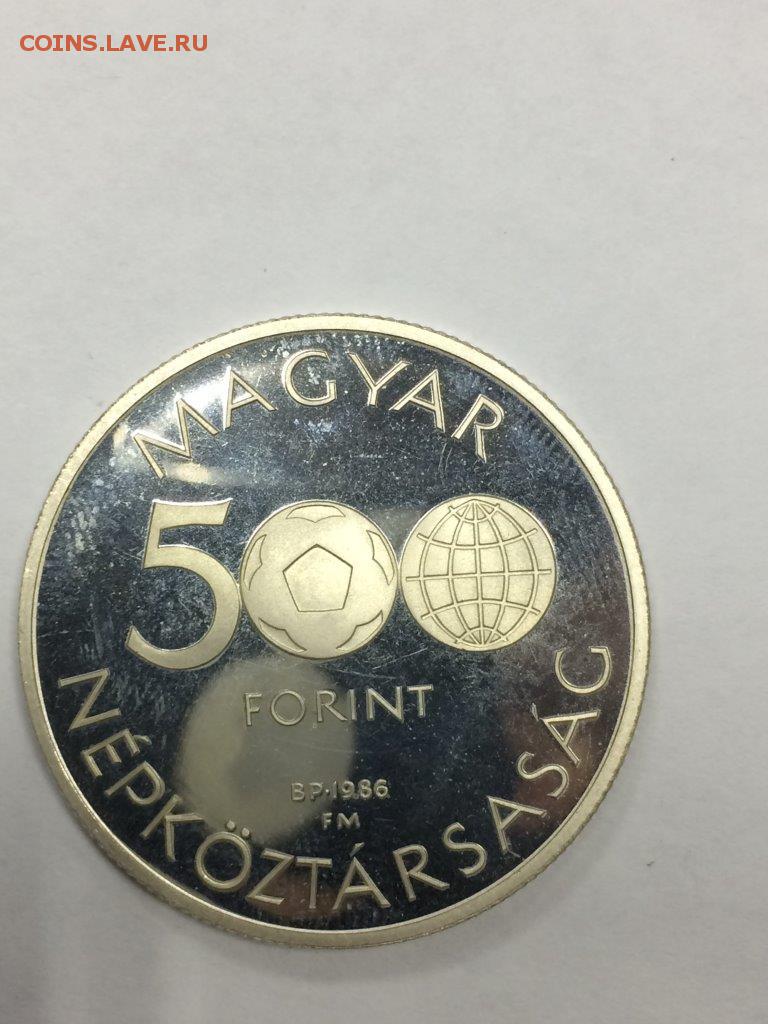 COINS.LAVE.RU
MAGYAR
500
FORINT
BP·1986
FM
NÉPKÖZTÁRSASÁG